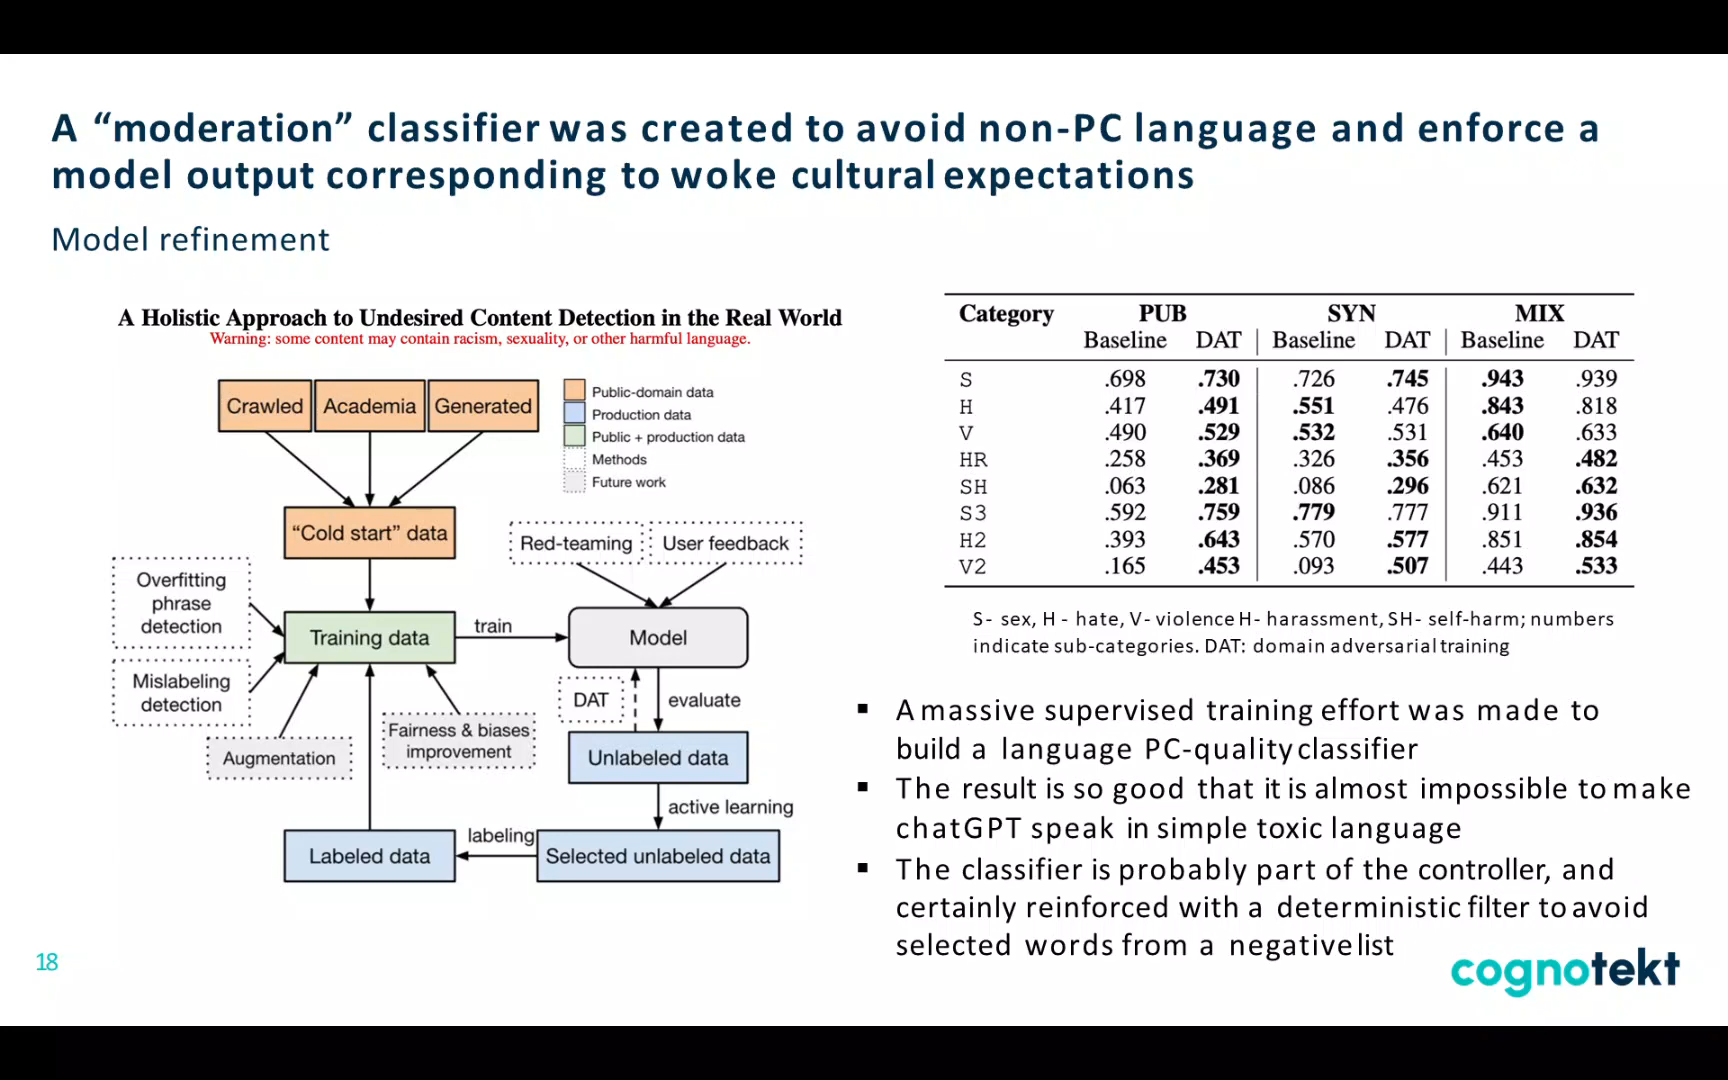 A “moderation” classifier was created to avoid non-PC language and enforce a
model output corresponding to woke cultural expectations
Model refinement
A Holistic Approach to Undesired Content Detection in the Real World
Warning: some content may contain racism, sexuality, or other harmful language.
Crawled Academia Generated
Public-domain data
Production data
Public + production data
Methods
Future work
“Cold start” data
Red-teaming User feedback
Overfitting
phrase
detection
Training data
train
Model
Mislabeling
detection
DAT
evaluate
Augmentation
Fairness & biases
improvement
Unlabeled data
active learning
Labeled data
labeling
Selected unlabeled data
Category PUB SYN MIX
Baseline DAT Baseline DAT Baseline DAT
S .698 .730 .726 .745 .943 .939
H .417 .491 .551 .476 .843 .818
V .490 .529 .532 .531 .640 .633
HR .258 .369 .326 .356 .453 .482
SH .063 .281 .086 .296 .621 .632
S3 .592 .759 .779 .777 .911 .936
H2 .393 .643 .570 .577 .851 .854
V2 .165 .453 .093 .507 .443 .533
S- sex, H - hate, V- violence H- harassment, SH- self-harm; numbers
indicate sub-categories. DAT: domain adversarial training
▪ A massive supervised training effort was made to
build a language PC-quality classifier
▪ The result is so good that it is almost impossible to make
chatGPT speak in simple toxic language
▪ The classifier is probably part of the controller, and
certainly reinforced with a deterministic filter to avoid
selected words from a negative list
18
cognotekt